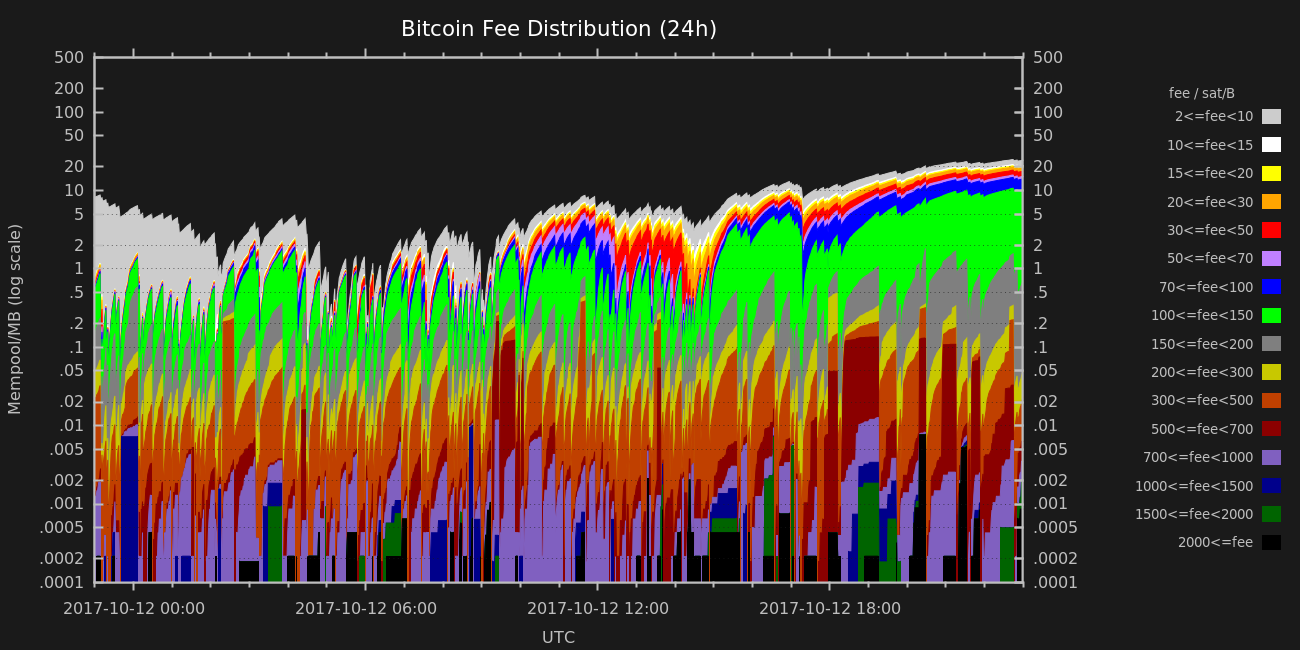 Bitcoin Fee Distribution (24h)
500
200
100
50
20
10
5
2
1
.5
.2
.1
.05
.02
.01
.005
.002
.001
.0005
.0002
.0001
Mempool/MB (log scale)
500
200
100
50
20
10
5
2
1
.5
.2
.1
.05
.02
.01
.005
.002
.001
.0005
.0002
.0001
2017-10-12 00:00
2017-10-12 06:00
2017-10-12 12:00
2017-10-12 18:00
UTC
fee / sat/B
2<=fee<10
10<=fee<15
15<=fee<20
20<=fee<30
30<=fee<50
50<=fee<70
70<=fee<100
100<=fee<150
150<=fee<200
200<=fee<300
300<=fee<500
500<=fee<700
700<=fee<1000
1000<=fee<1500
1500<=fee<2000
2000<=fee